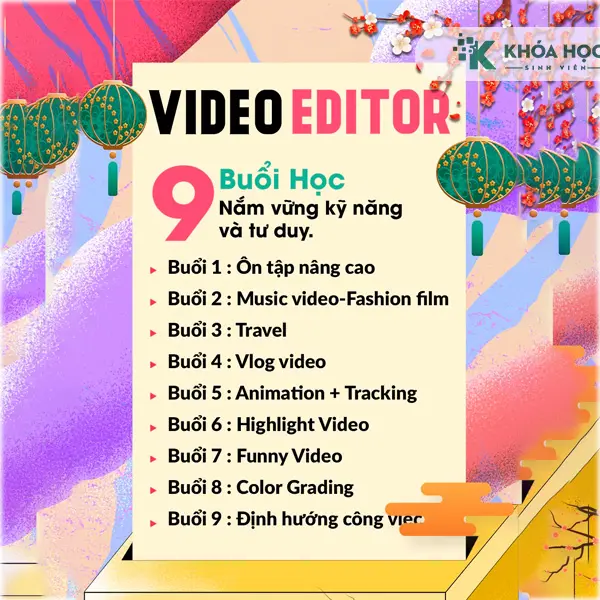 KHÓA HỌC
SINH VIÊN
VIDEO EDITOR
9 Buổi Học
Nắm vững kỹ năng
và tư duy.
Buổi 1 : Ôn tập nâng cao
Buổi 2 : Music video-Fashion film
Buổi 3 : Travel
Buổi 4 : Vlog video
Buổi 5 : Animation + Tracking
Buổi 6 : Highlight Video
Buổi 7 : Funny Video
Buổi 8 : Color Grading
Buổi 9 : Định hướng công việc